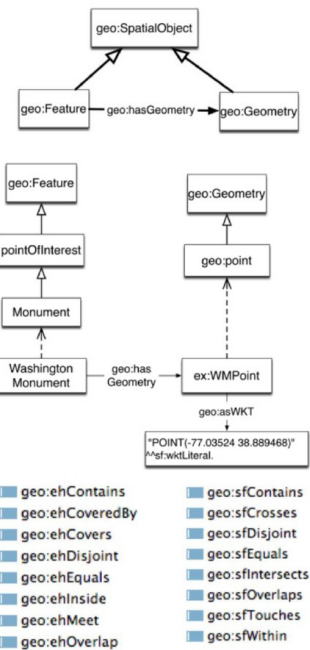 geo:SpatialObject
geo:Feature
geo:hasGeometry
geo:Geometry
geo:Feature
geo:Geometry
pointOfInterest
geo:point
Monument
Washington
Monument
geo:has
Geometry
ex:WMPoint
geo:asWKT
"POINT(-77.03524 38.889468)"
^^sf:wktLiteral.
geo:ehContains
geo:ehCoveredBy
geo:ehCovers
geo:ehDisjoint
geo:ehEquals
geo:ehInside
geo:ehMeet
geo:ehOverlap
geo:sfContains
geo:sfCrosses
geo:sfDisjoint
geo:sfEquals
geo:sfIntersects
geo:sfOverlaps
geo:sfTouches
geo:sfWithin